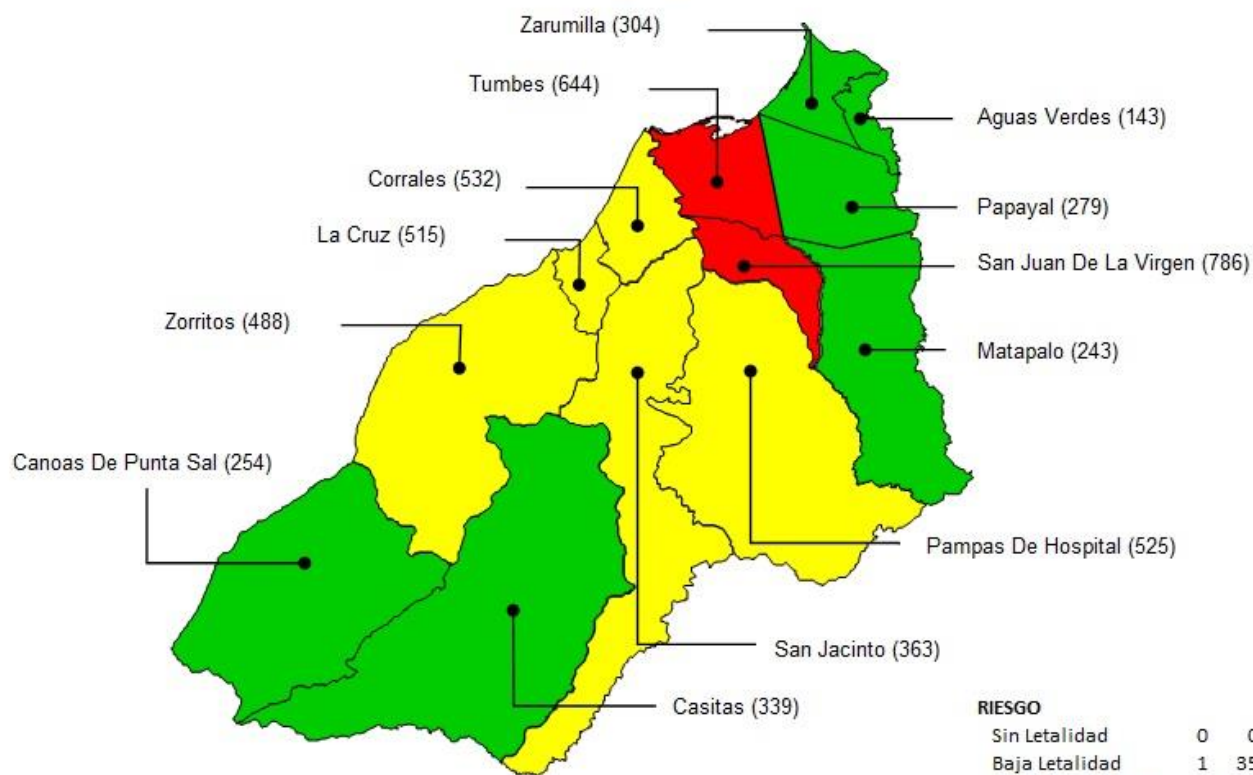 Zarumilla (304)
Tumbes (644)
Aguas Verdes (143)
Corrales (532)
Papayal (279)
La Cruz (515)
San Juan De La Virgen (786)
Zorritos (488)
Matapalo (243)
Canoas De Punta Sal (254)
Pampas De Hospital (525)
San Jacinto (363)
Casitas (339)
RIESGO
Sin Letalidad 0
Baja Letalidad 1